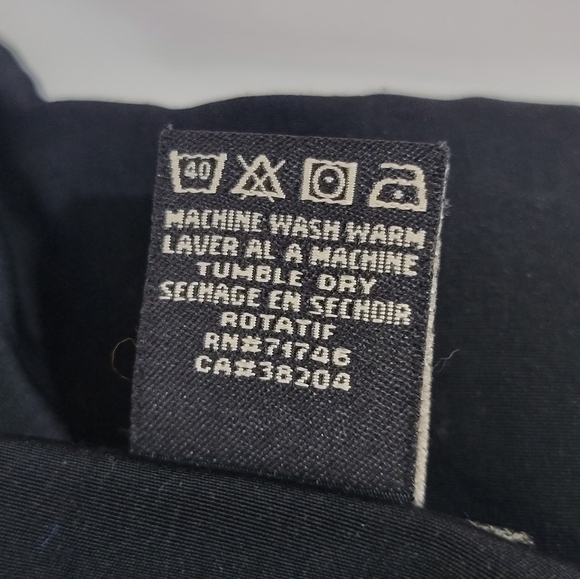 40
MACHINE WASH WARM
LAVER AL A MACHINE
TUMBLE DRY
SECHAGE EN SECHOIR
ROTATIF
RN#71746
CA#38204